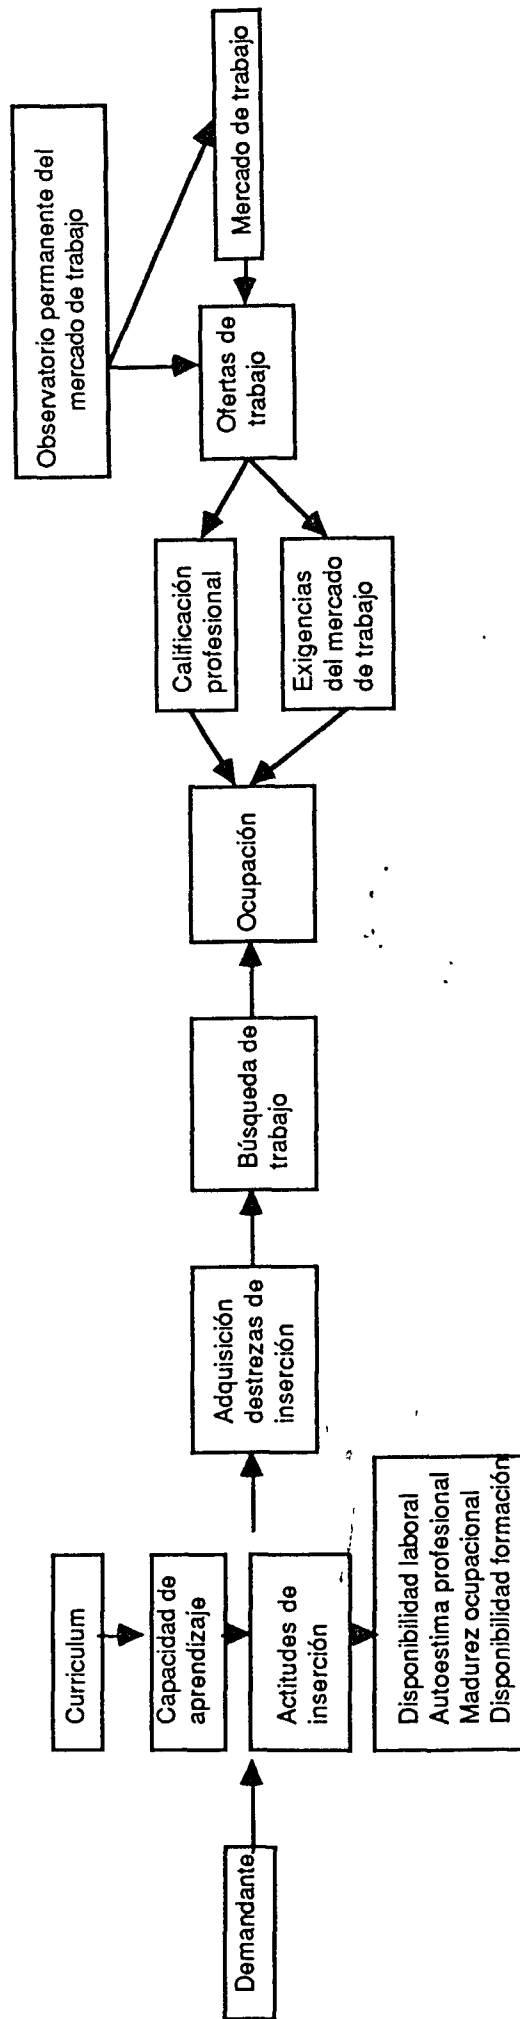 Demandante
Curriculum
Capacidad de
aprendizaje
Actitudes de
inserción
Disponibilidad laboral
Autoestima profesional
Madurez ocupacional
Disponibilidad formación
Adquisición
destrezas de
inserción
Búsqueda de
trabajo
Ocupación
Calificación
profesional
Exigencias
del mercado
de trabajo
Ofertas de
trabajo
Observatorio permanente del
mercado de trabajo
Mercado de trabajo